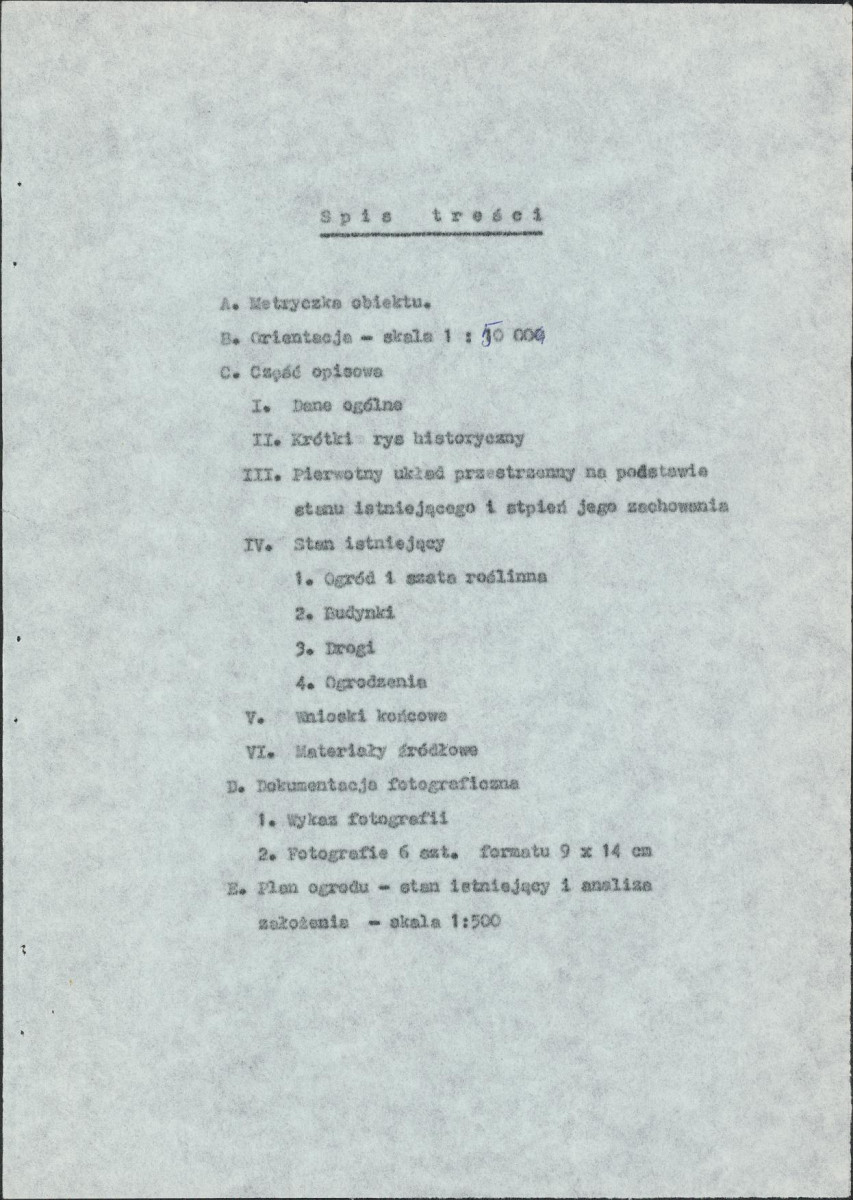 Spis treści
A. Metryczka obiektu.
B. Orientacja - skala 1 : 50 000
C. Część opisowa
I. Dane ogólne
II. Krótki rys historyczny
III. Pierwotny układ przestrzenny na podstawie
stanu istniejącego i stpień jego zachowania
IV. Stan istniejący
1. Ogród i szata roślinna
2. Budynki
3. Drogi
4. Ogrodzenia
V. Wnioski końcowe
VI. Materiały źródłowe
D. Dokumentacja fotograficzna
1. Wykaz fotografii
2. Fotografie 6 szt. formatu 9 x 14 cm
E. Plan ogrodu - stan istniejący i analiza
założenia - skala 1:500